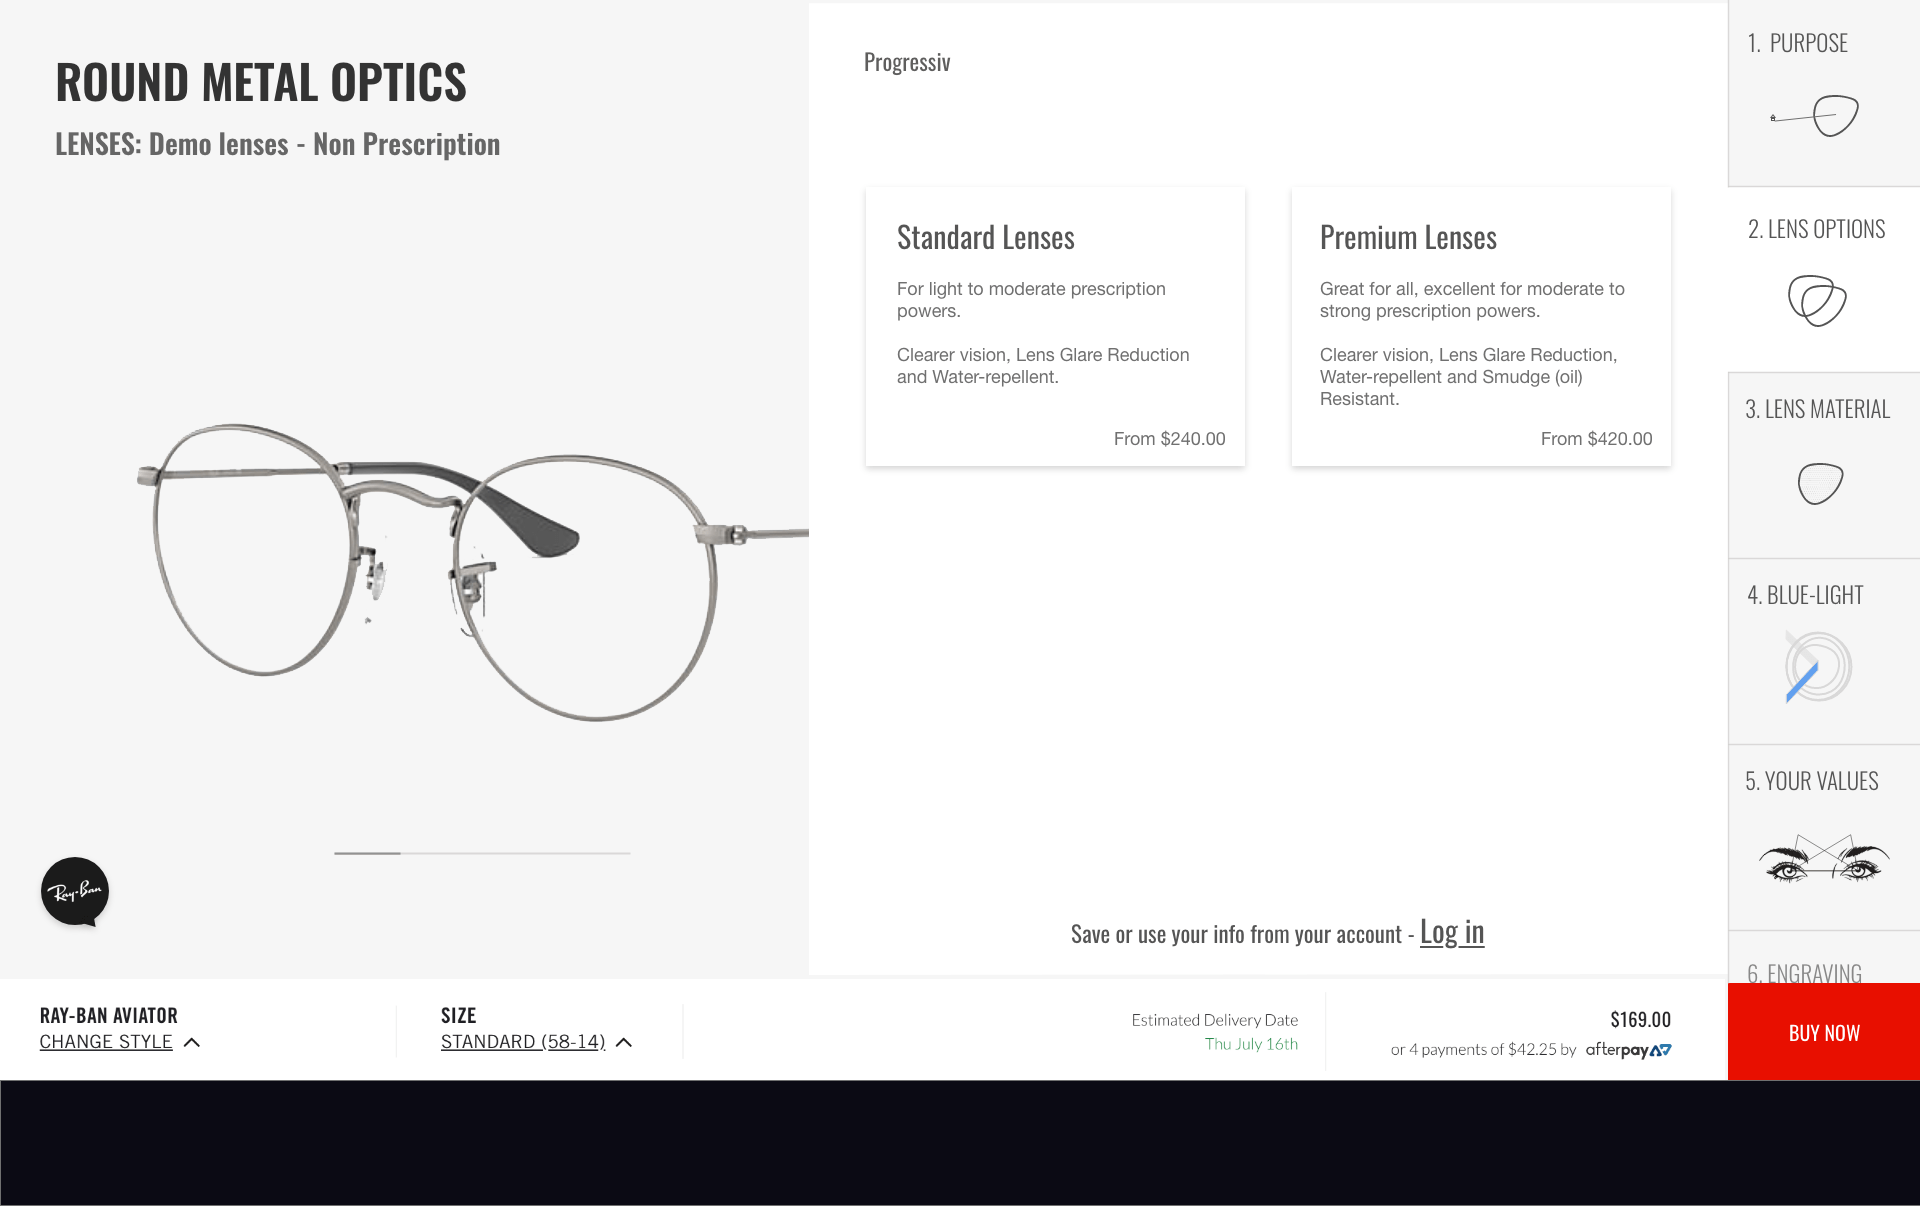 ROUND METAL OPTICS
LENSES: Demo lenses - Non Prescription
Ray-Ban
Progressiv
Standard Lenses
For light to moderate prescription
powers.
Clearer vision, Lens Glare Reduction
and Water-repellent.
From $240.00
Premium Lenses
Great for all, excellent for moderate to
strong prescription powers.
Clearer vision, Lens Glare Reduction,
Water-repellent and Smudge (oil)
Resistant.
From $420.00
Save or use your info from your account - Log in
1. PURPOSE
2. LENS OPTIONS
3. LENS MATERIAL
4. BLUE-LIGHT
5. YOUR VALUES
6. ENGRAVING
RAY-BAN AVIATOR
CHANGE STYLE
SIZE
STANDARD (58-14)
Estimated Delivery Date
Thu July 16th
$169.00
or 4 payments of $42.25 by afterpay
BUY NOW